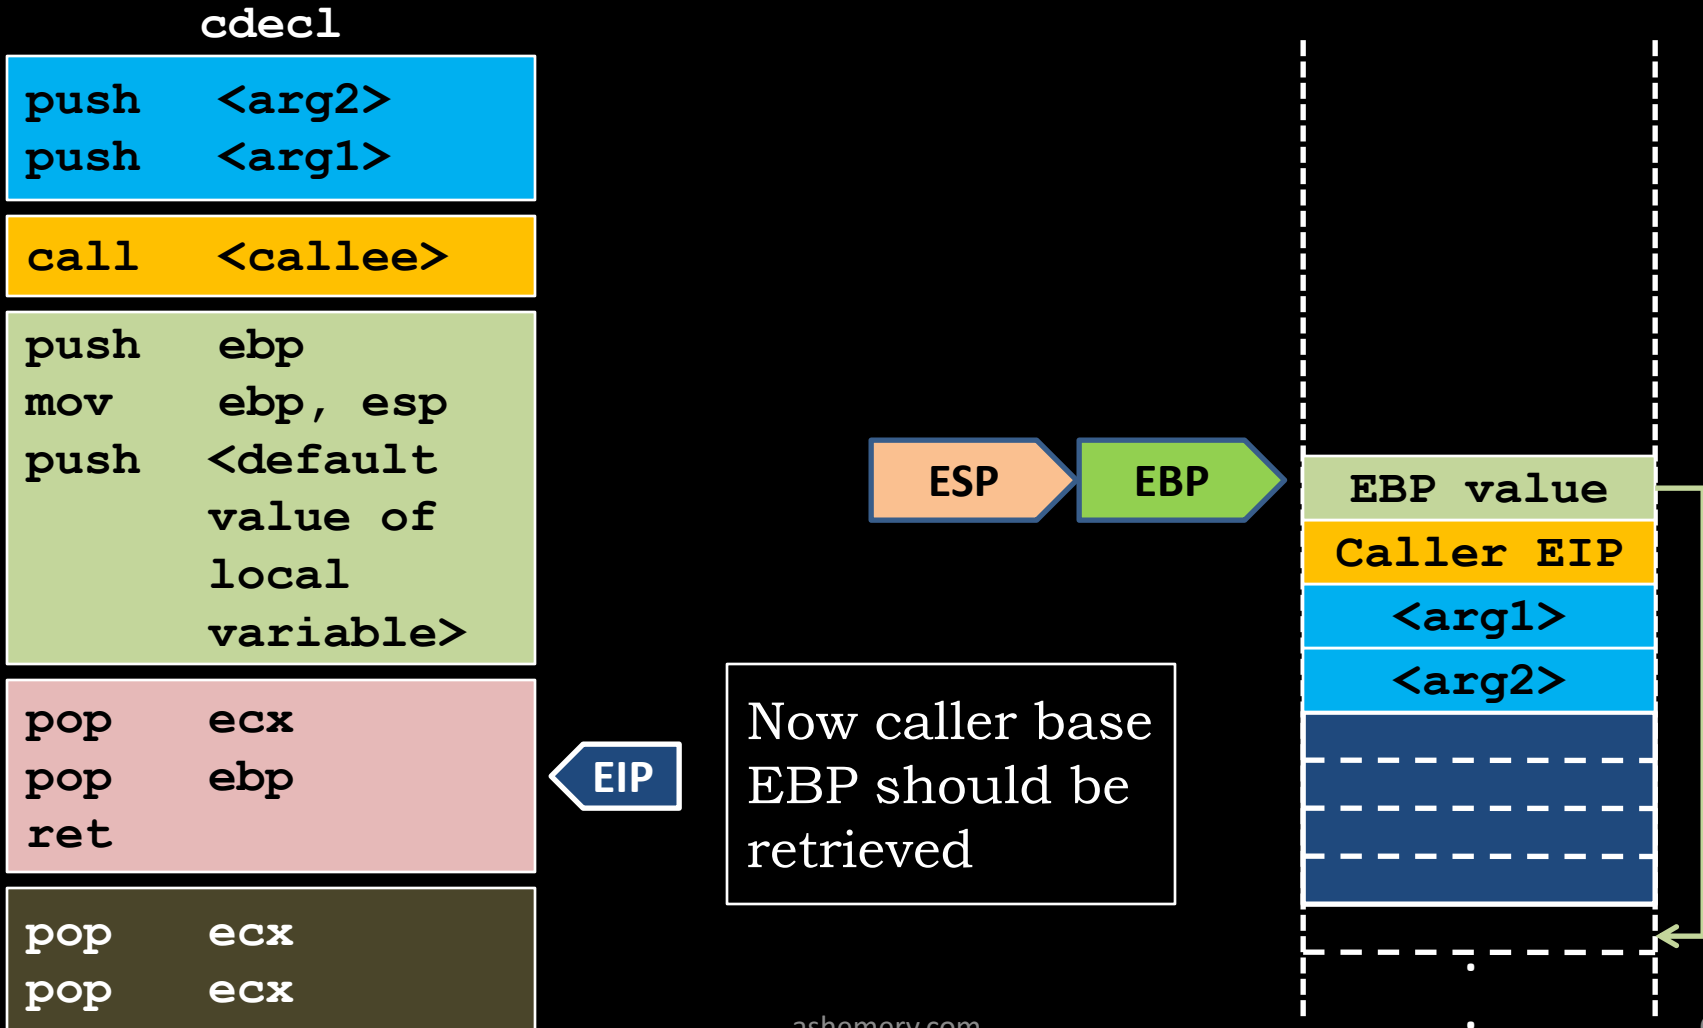 cdecl
push <arg2>
push <arg1>
call <callee>
push ebp
mov ebp, esp
push <default
value of
local
variable>
pop ecx
pop ebp
ret
pop ecx
pop ecx
EIP
Now caller base
EBP should be
retrieved
ESP
EBP
EBP value
Caller EIP
<arg1>
<arg2>
ashemery.com